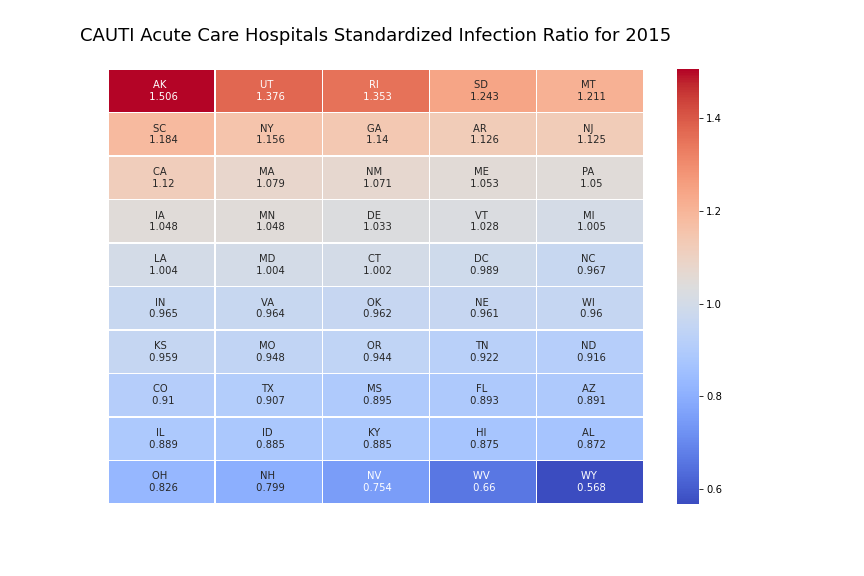 CAUTI Acute Care Hospitals Standardized Infection Ratio for 2015
AK UT RI SD MT
1.506 1.376 1.353 1.243 1.211
SC NY GA AR NJ
1.184 1.156 1.14 1.126 1.125
CA MA NM ME PA
1.12 1.079 1.071 1.053 1.05
IA MN DE VT MI
1.048 1.048 1.033 1.028 1.005
LA MD CT DC NC
1.004 1.004 1.002 0.989 0.967
IN VA OK NE WI
0.965 0.964 0.962 0.961 0.96
KS MO OR TN ND
0.959 0.948 0.944 0.922 0.916
CO TX MS FL AZ
0.91 0.907 0.895 0.893 0.891
IL ID KY HI AL
0.889 0.885 0.885 0.875 0.872
OH NH NV WV WY
0.826 0.799 0.754 0.66 0.568
1.4
1.2
1.0
0.8
0.6